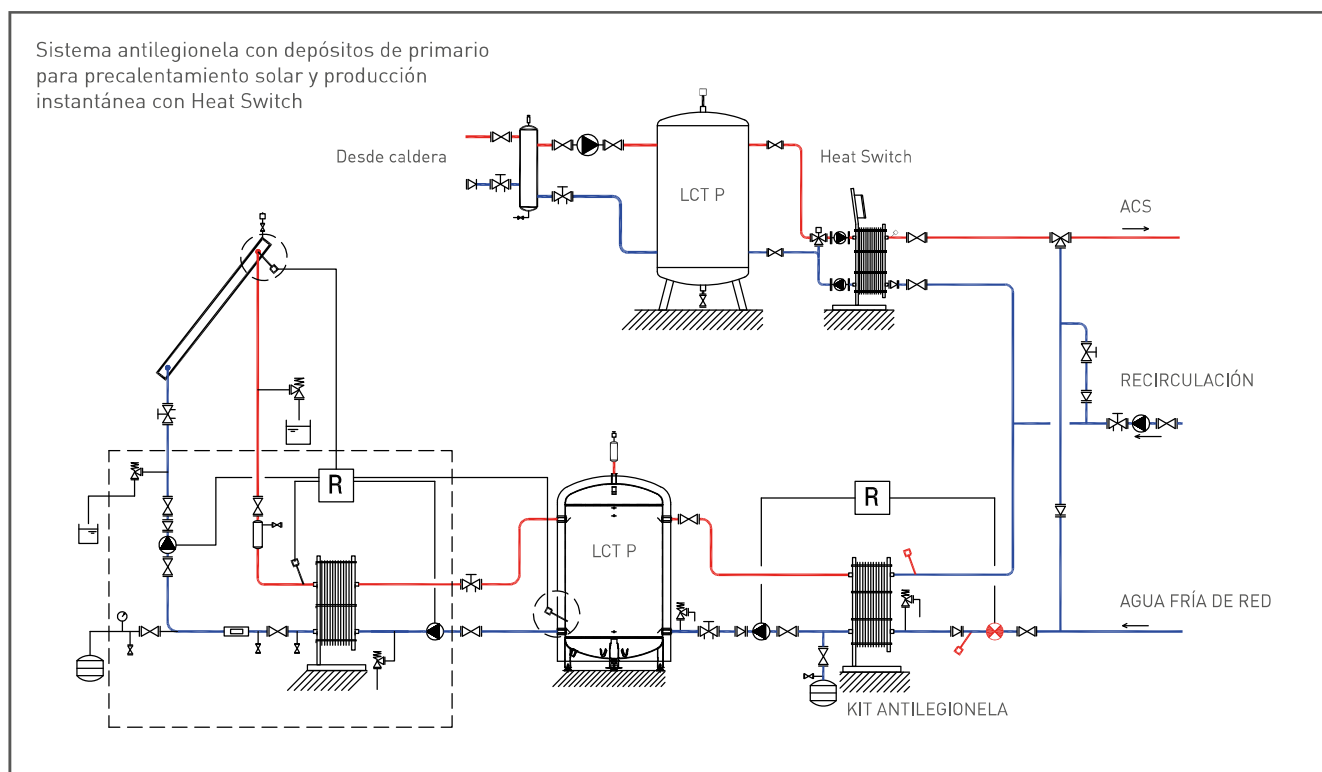 Sistema antilegionela con depósitos de primario
para precalentamiento solar y producción
instantánea con Heat Switch
Desde caldera
LCT P
Heat Switch
ACS
RECIRCULACIÓN
R
R
LCT P
AGUA FRÍA DE RED
KIT ANTILEGIONELA